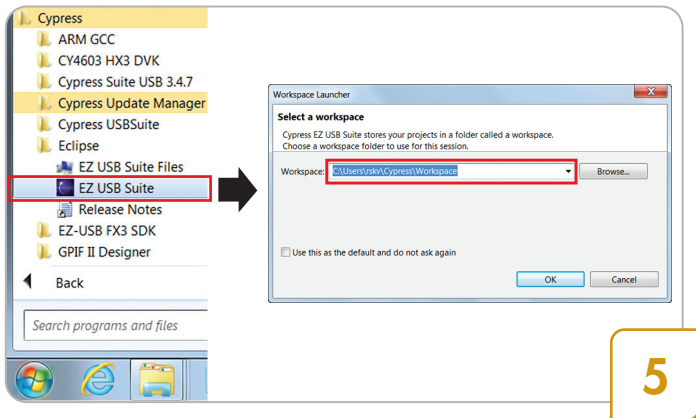 Cypress
ARM GCC
CY4603 HX3 DVK
Cypress Suite USB 3.4.7
Cypress Update Manager
Cypress USBSuite
Eclipse
EZ USB Suite Files
EZ USB Suite
Release Notes
EZ-USB FX3 SDK
GPIF II Designer
Back
Search programs and files
Workspace Launcher
Select a workspace
Cypress EZ USB Suite stores your projects in a folder called a workspace.
Choose a workspace folder to use for this session.
Workspace: C:\Users\rskv\Cypress\Workspace Browse...
Use this as the default and do not ask again
OK Cancel
5